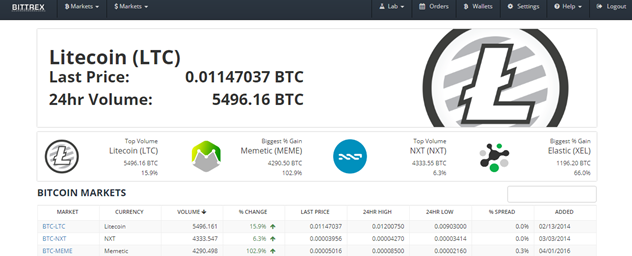 BITTREX Ƀ Markets $ Markets Lab Orders Ƀ Wallets Settings Help Logout
Litecoin (LTC)
Last Price: 0.01147037 BTC
24hr Volume: 5496.16 BTC
Top Volume
Litecoin (LTC)
5496.16 BTC
15.9%
Biggest % Gain
Memetic (MEME)
4290.50 BTC
102.9%
Top Volume
NXT (NXT)
4333.55 BTC
6.3%
Biggest % Gain
Elastic (XEL)
1196.20 BTC
66.0%
BITCOIN MARKETS
MARKET CURRENCY VOLUME % CHANGE LAST PRICE 24HR HIGH 24HR LOW % SPREAD ADDED
BTC-LTC Litecoin 5496.161 15.9% 0.01147037 0.01200750 0.00903000 0.0% 02/13/2014
BTC-NXT NXT 4333.547 6.3% 0.00003956 0.00004270 0.00003414 0.0% 03/03/2014
BTC-MEME Memetic 4290.498 102.9% 0.00005016 0.00008500 0.00002160 0.3% 04/01/2016